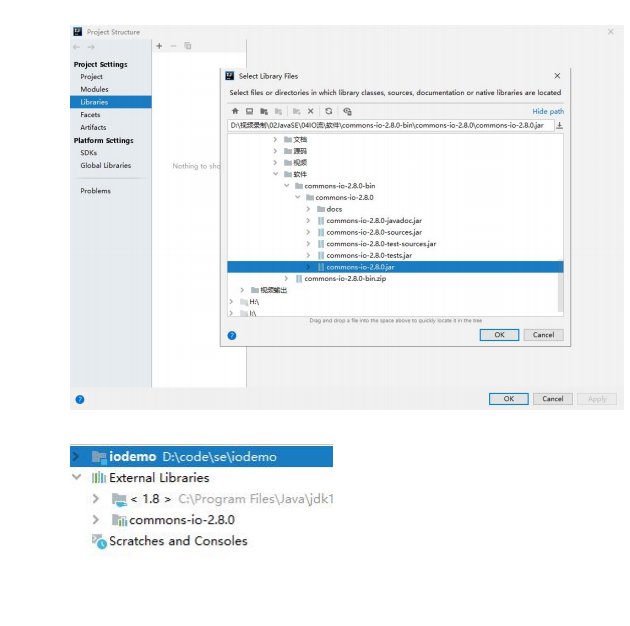 Project Structure
Project Settings
Project
Modules
Libraries
Facets
Artifacts
Platform Settings
SDKs
Global Libraries
Problems
Nothing to sho
Select Library Files
Select files or directories in which library classes, sources, documentation or native libraries are located
Hide path
D:\视频录制\02JavaSE\04IO流\软件\commons-io-2.8.0-bin\commons-io-2.8.0\commons-io-2.8.0.jar
文档
源码
视频
软件
commons-io-2.8.0-bin
commons-io-2.8.0
docs
commons-io-2.8.0-javadoc.jar
commons-io-2.8.0-sources.jar
commons-io-2.8.0-test-sources.jar
commons-io-2.8.0-tests.jar
commons-io-2.8.0.jar
commons-io-2.8.0-bin.zip
视频输出
H:\
I:\
Drag and drop a file into the space above to quickly locate it in the tree
OK Cancel
OK Cancel Apply
iodemo D:\code\se\iodemo
External Libraries
< 1.8 > C:\Program Files\Java\jdk1
commons-io-2.8.0
Scratches and Consoles